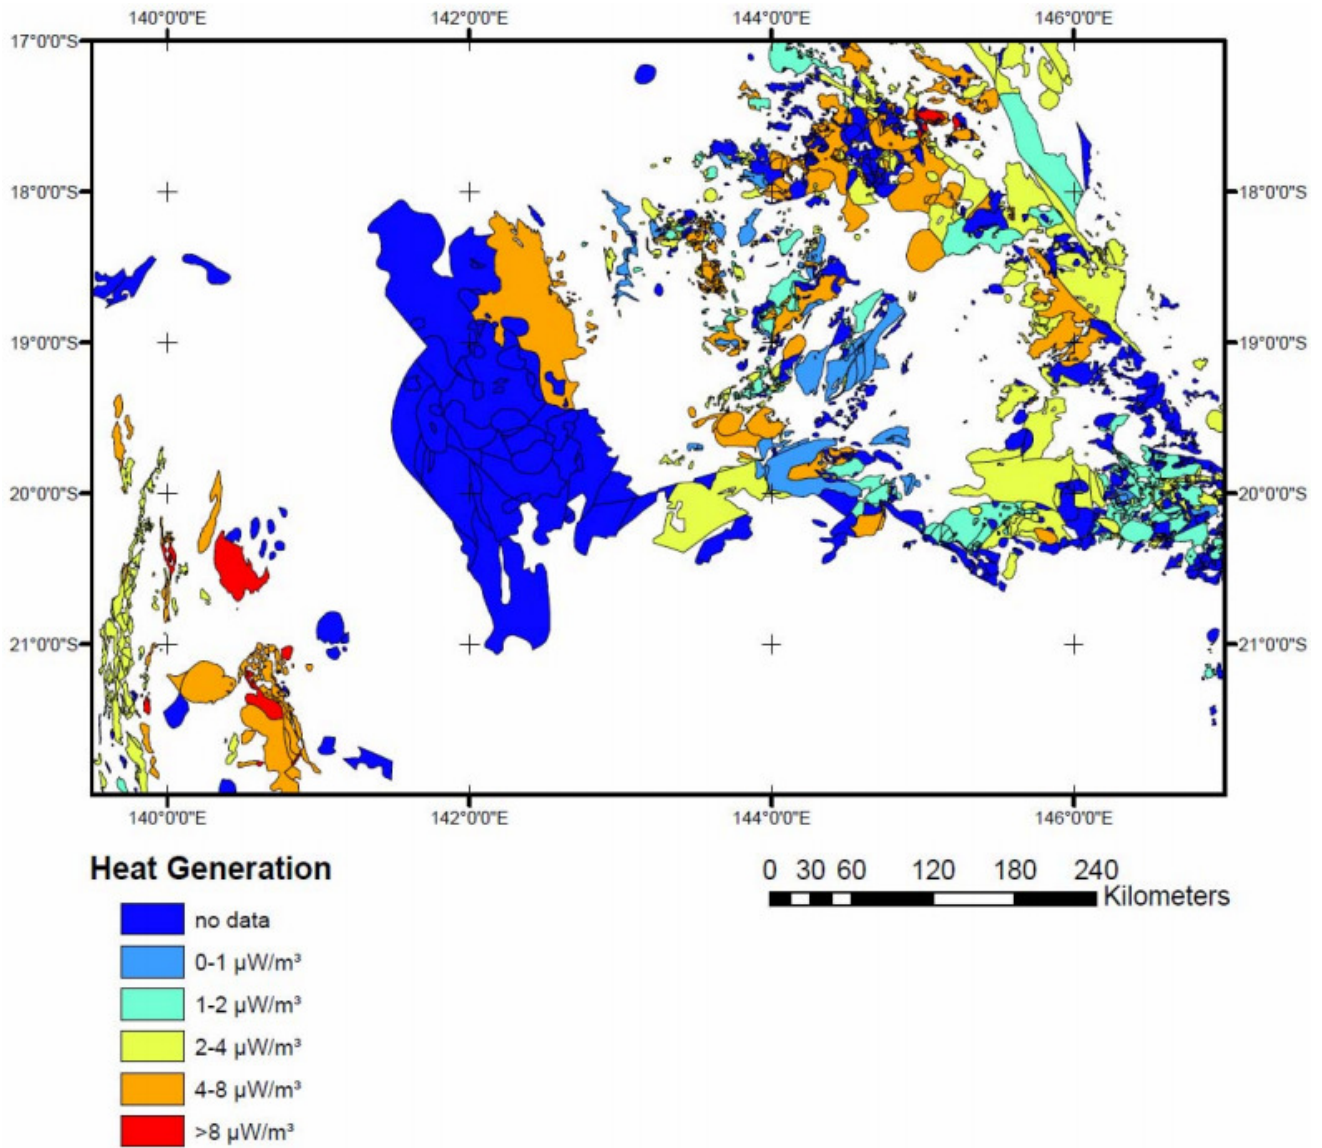 140°0'0"E 142°0'0"E 144°0'0"E 146°0'0"E
17°0'0"S
18°0'0"S 18°0'0"S
19°0'0"S 19°0'0"S
20°0'0"S 20°0'0"S
21°0'0"S 21°0'0"S
140°0'0"E 142°0'0"E 144°0'0"E 146°0'0"E
Heat Generation
0 30 60 120 180 240
Kilometers
no data
0-1 µW/m³
1-2 µW/m³
2-4 µW/m³
4-8 µW/m³
>8 µW/m³